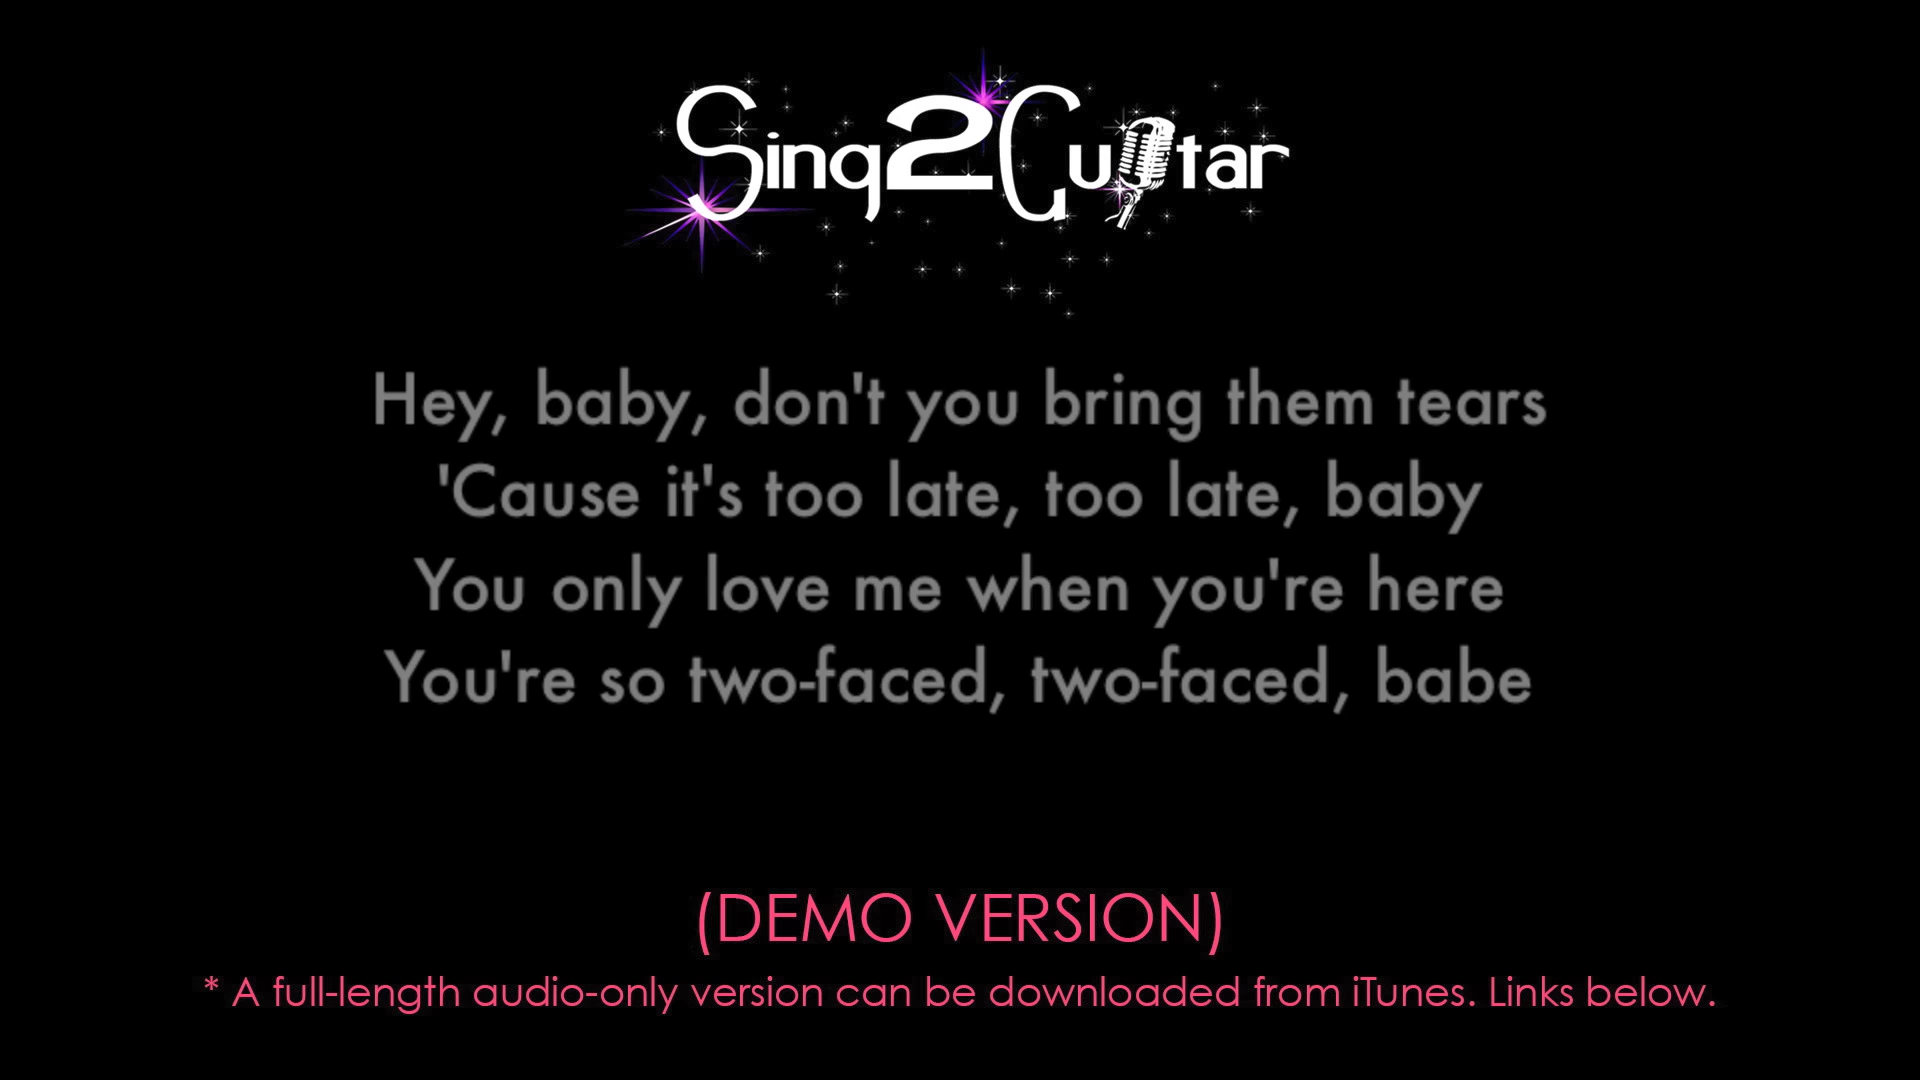 Sing2Guitar
Hey, baby, don't you bring them tears
'Cause it's too late, too late, baby
You only love me when you're here
You're so two-faced, two-faced, babe
(DEMO VERSION)
* A full-length audio-only version can be downloaded from iTunes. Links below.